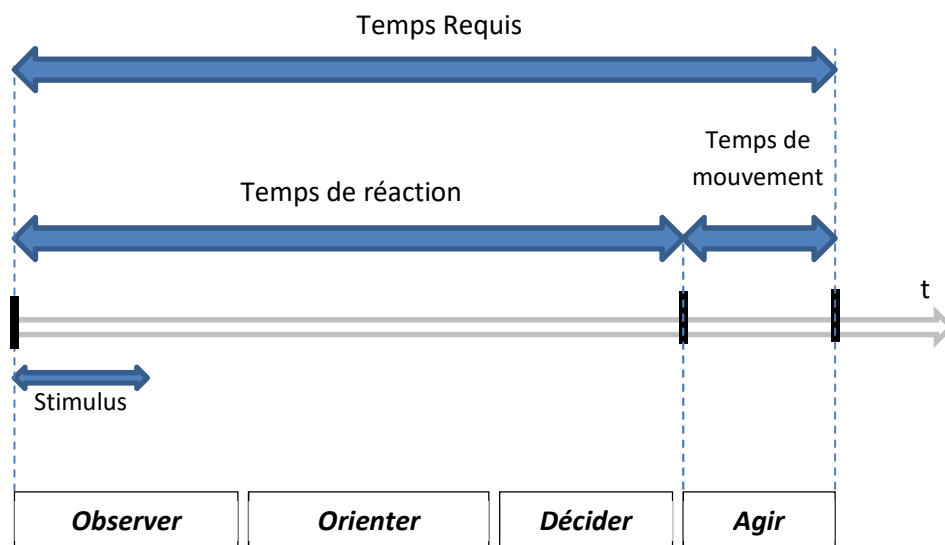 Temps Requis
Temps de
mouvement
Temps de réaction
t
Stimulus
Observer
Orienter
Décider
Agir